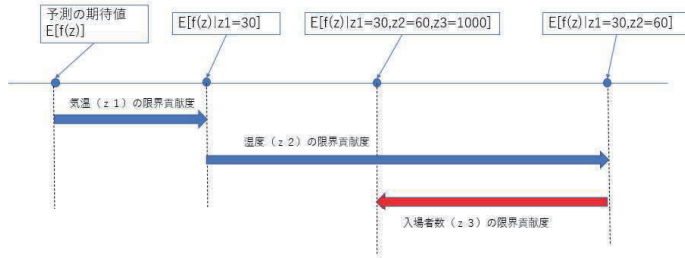 予測の期待値
E[f(z)]
E[f(z)|z1=30]
E[f(z)|z1=30,z2=60,z3=1000]
E[f(z)|z1=30,z2=60]
気温(z1)の限界貢献度
湿度(z2)の限界貢献度
入場者数(z3)の限界貢献度